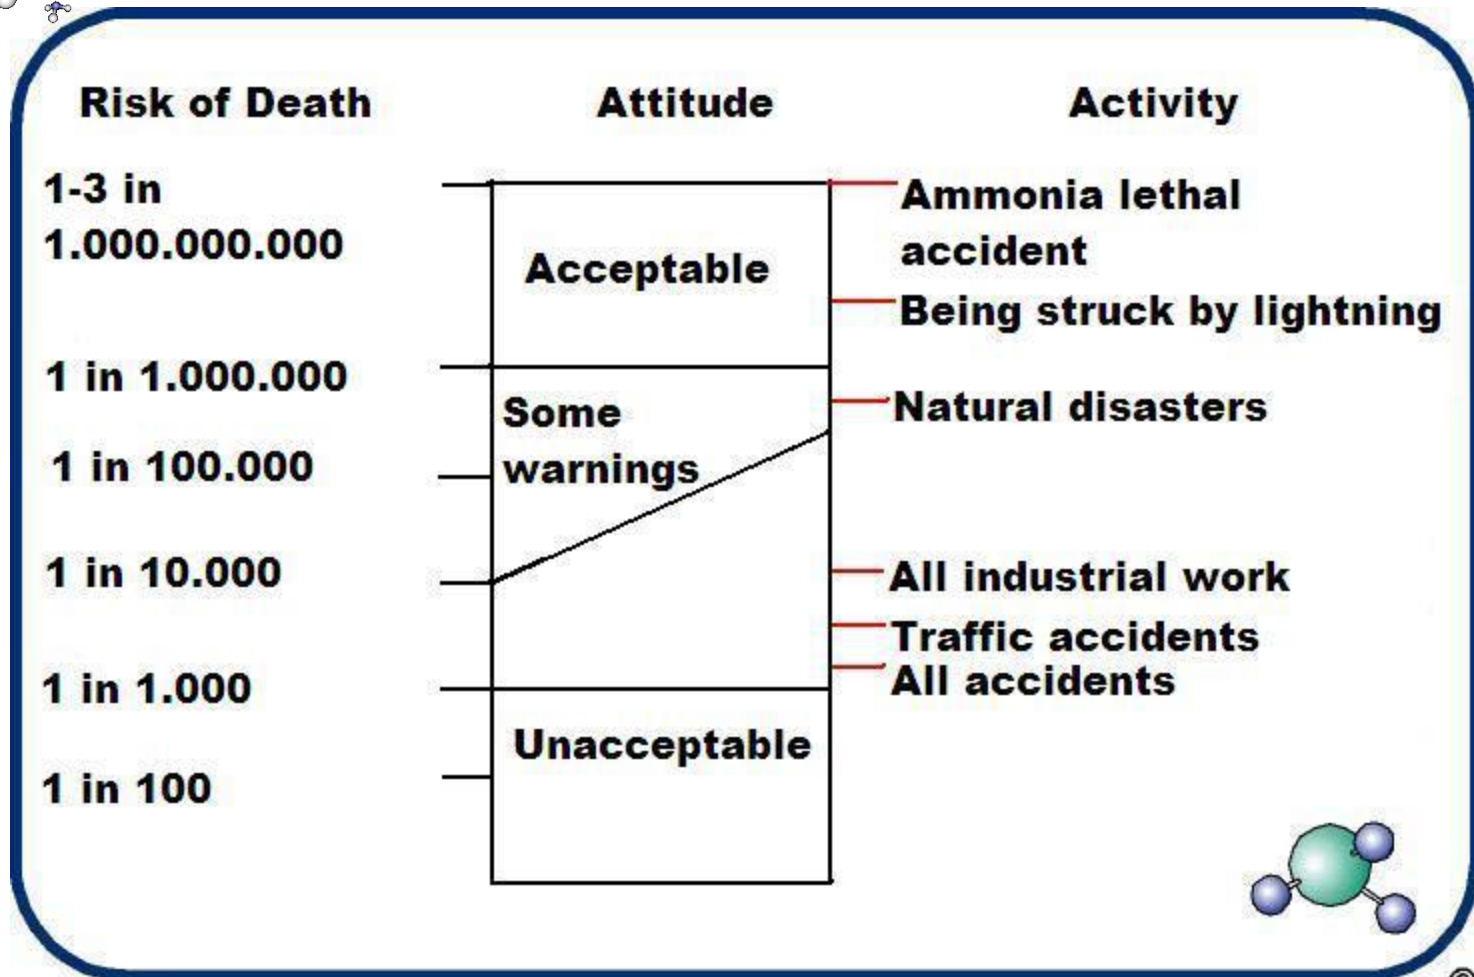 Risk of Death
Attitude
Activity
1-3 in
1.000.000.000
1 in 1.000.000
1 in 100.000
1 in 10.000
1 in 1.000
1 in 100
Acceptable
Some
warnings
Unacceptable
Ammonia lethal
accident
Being struck by lightning
Natural disasters
All industrial work
Traffic accidents
All accidents